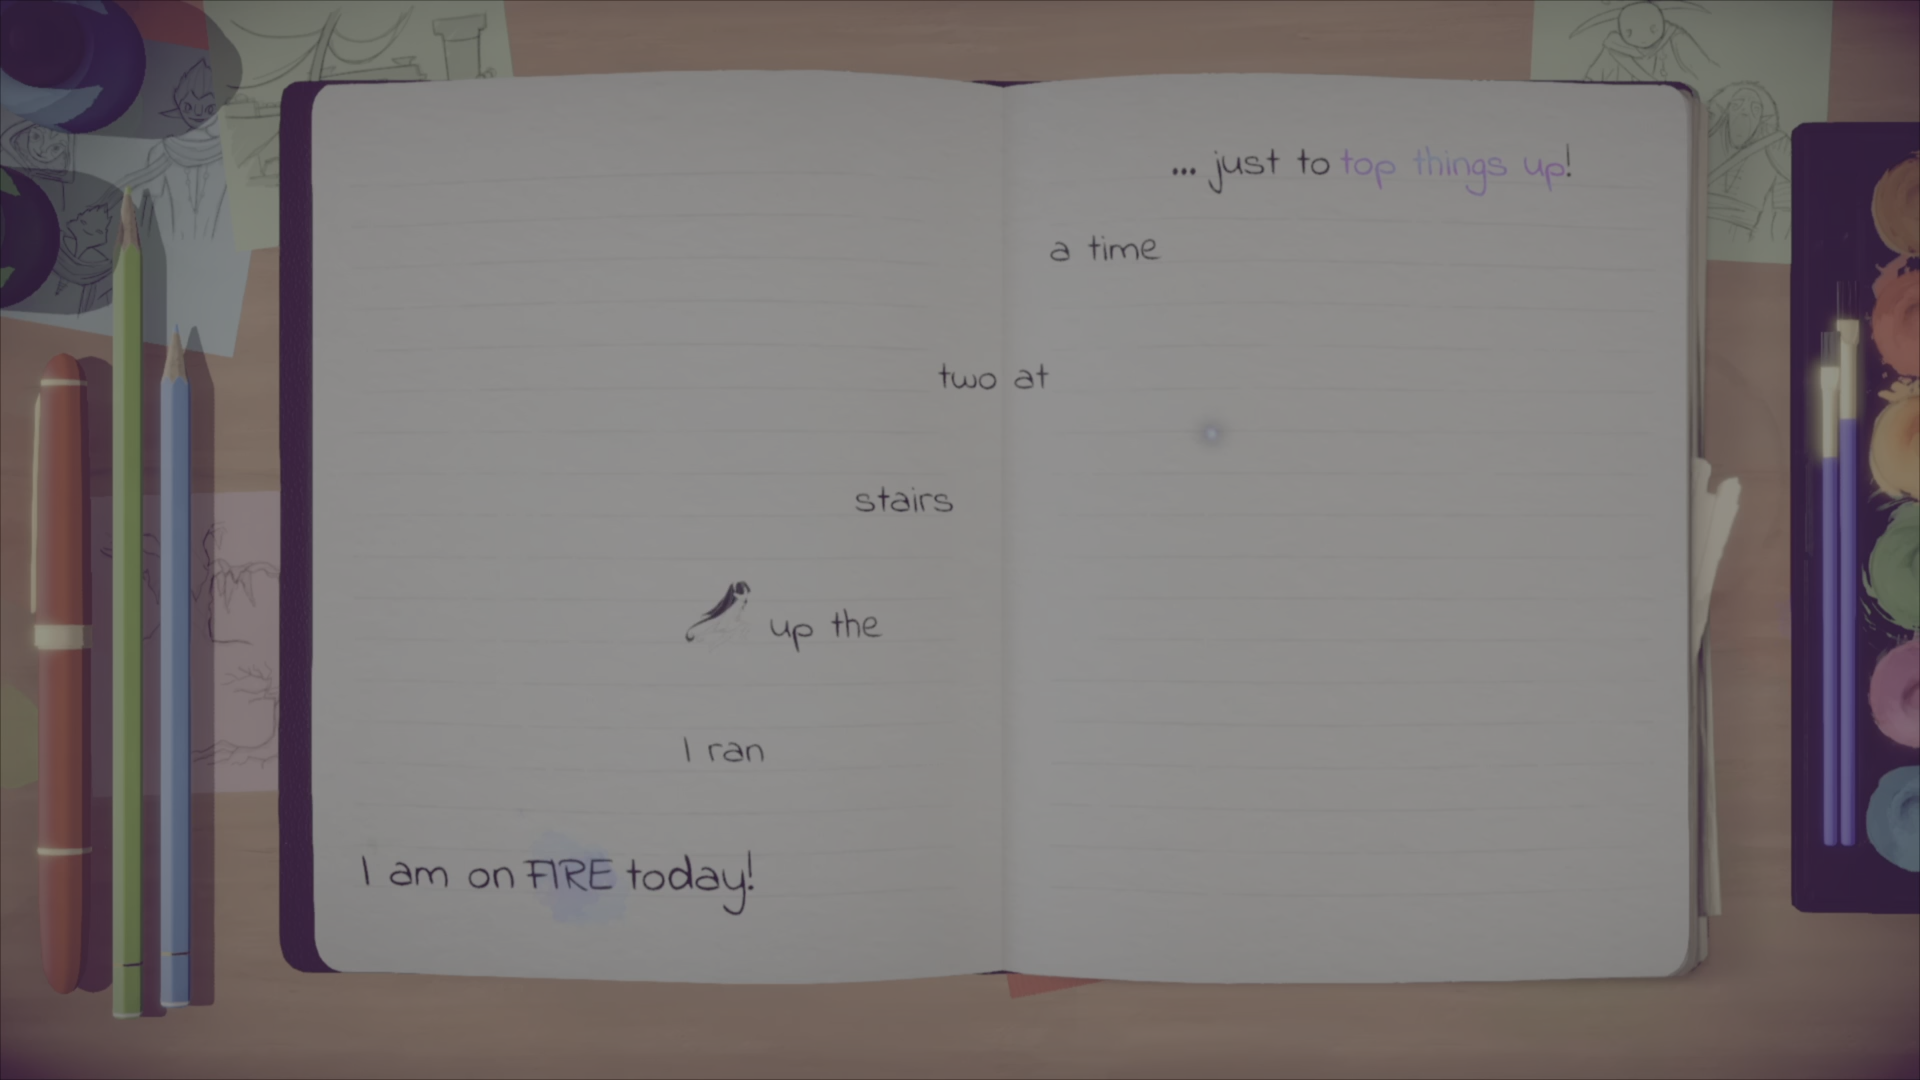 I am on FIRE today!
I ran
up the
stairs
two at
a time
... just to top things up!